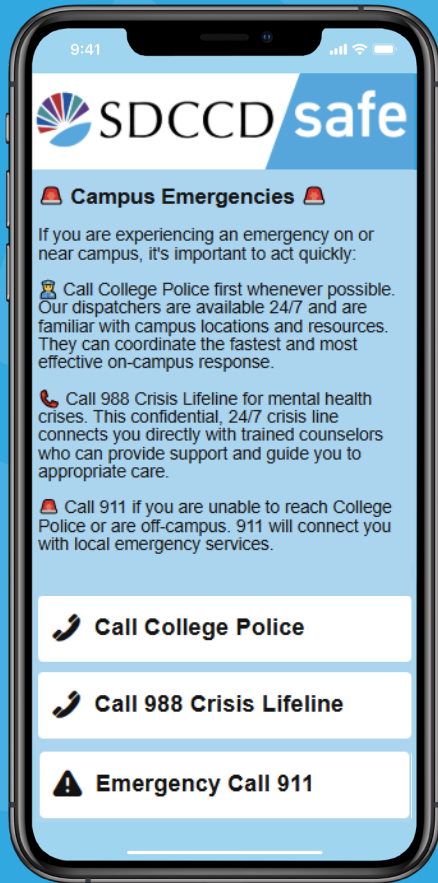 9:41
SDCCD safe
🚨 Campus Emergencies 🚨
If you are experiencing an emergency on or
near campus, it's important to act quickly:
👮 Call College Police first whenever possible.
Our dispatchers are available 24/7 and are
familiar with campus locations and resources.
They can coordinate the fastest and most
effective on-campus response.
📞 Call 988 Crisis Lifeline for mental health
crises. This confidential, 24/7 crisis line
connects you directly with trained counselors
who can provide support and guide you to
appropriate care.
🚨 Call 911 if you are unable to reach College
Police or are off-campus. 911 will connect you
with local emergency services.
Call College Police
Call 988 Crisis Lifeline
Emergency Call 911